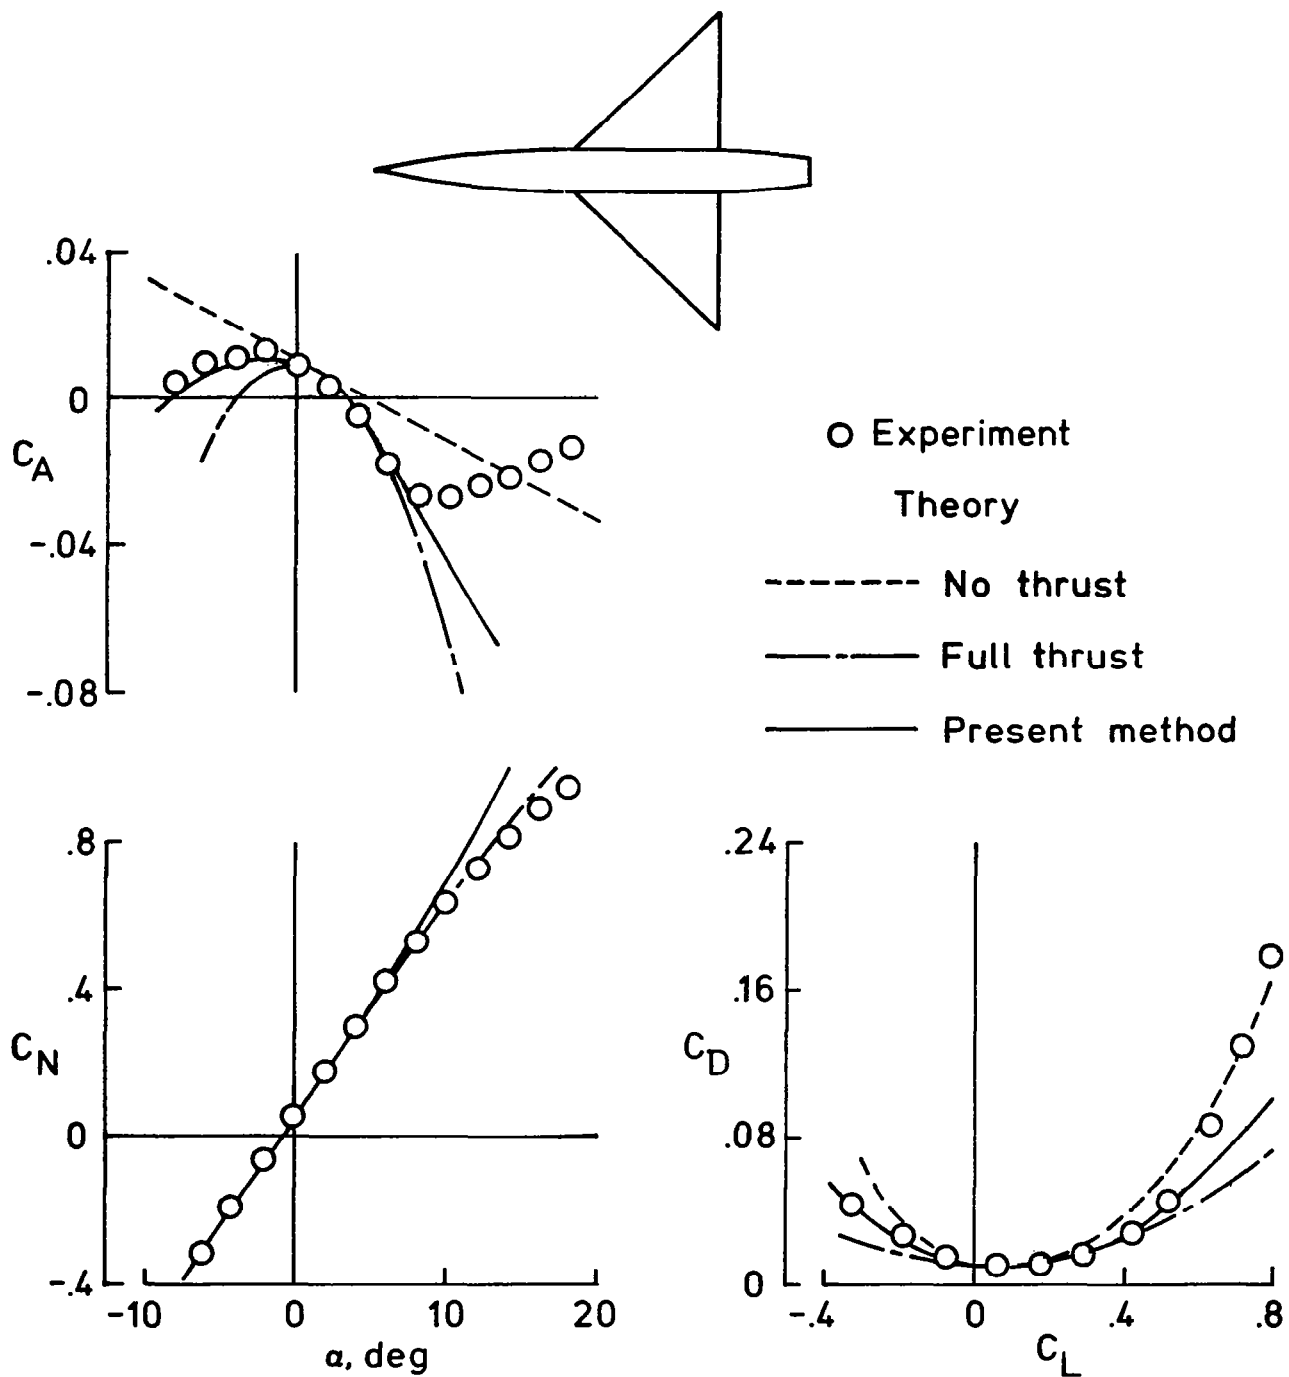 .04
0
C_A
-.04
-.08
Experiment
Theory
No thrust
Full thrust
Present method
.8
.4
C_N
0
-.4
-10 0 10 20
α, deg
.24
.16
C_D
.08
0
-.4 0 .4 .8
C_L